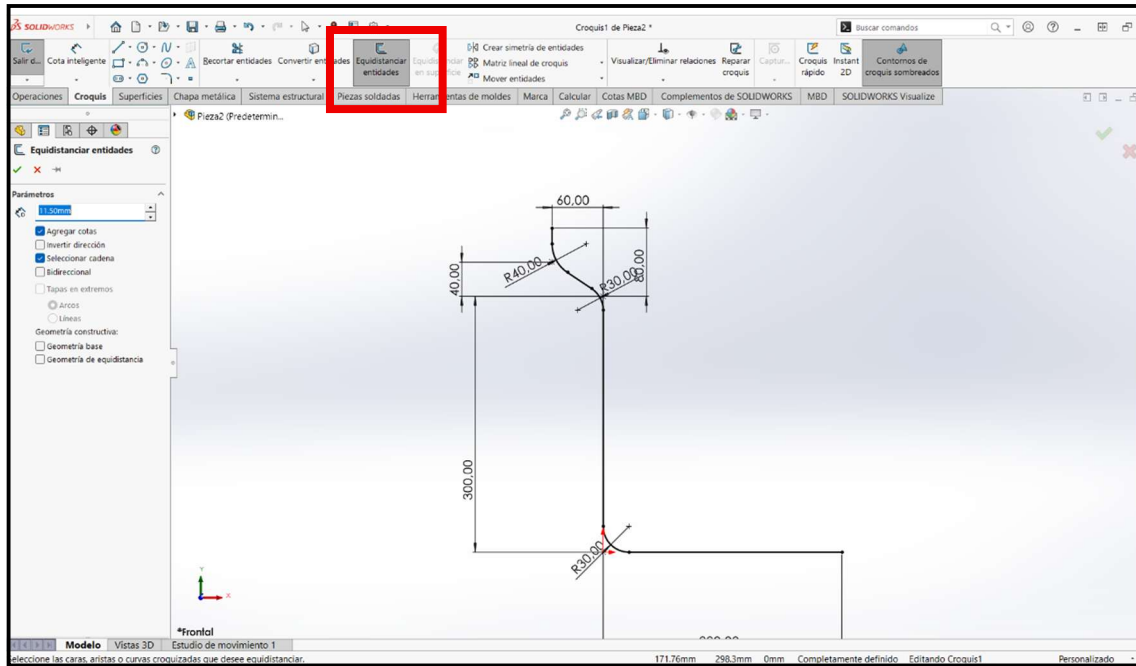 SOLIDWORKS
Croquis1 de Pieza2 *
Buscar comandos
Salir d...
Cota inteligente
Recortar entidades
Convertir entidades
Equidistanciar entidades
Equidistanciar en superficie
Crear simetría de entidades
Matriz lineal de croquis
Mover entidades
Visualizar/Eliminar relaciones
Reparar croquis
Captur...
Croquis rápido
Instant 2D
Contornos de croquis sombreados
Operaciones Croquis Superficies Chapa metálica Sistema estructural Piezas soldadas Herramientas de moldes Marca Calcular Cotas MBD Complementos de SOLIDWORKS MBD SOLIDWORKS Visualize
Pieza2 (Predetermin...
Equidistanciar entidades
Parámetros
11.50mm
Agregar cotas
Invertir dirección
Seleccionar cadena
Bidireccional
Tapas en extremos
Arcos
Líneas
Geometría constructiva:
Geometría base
Geometría de equidistancia
60,00
R40,00
40,00
R30,00
80,00
300,00
R30,00
Y
X
*Frontal
Modelo Vistas 3D Estudio de movimiento 1
Seleccione las caras, aristas o curvas croquizadas que desee equidistanciar.
171.76mm 298.3mm 0mm Completamente definido Editando Croquis1 Personalizado